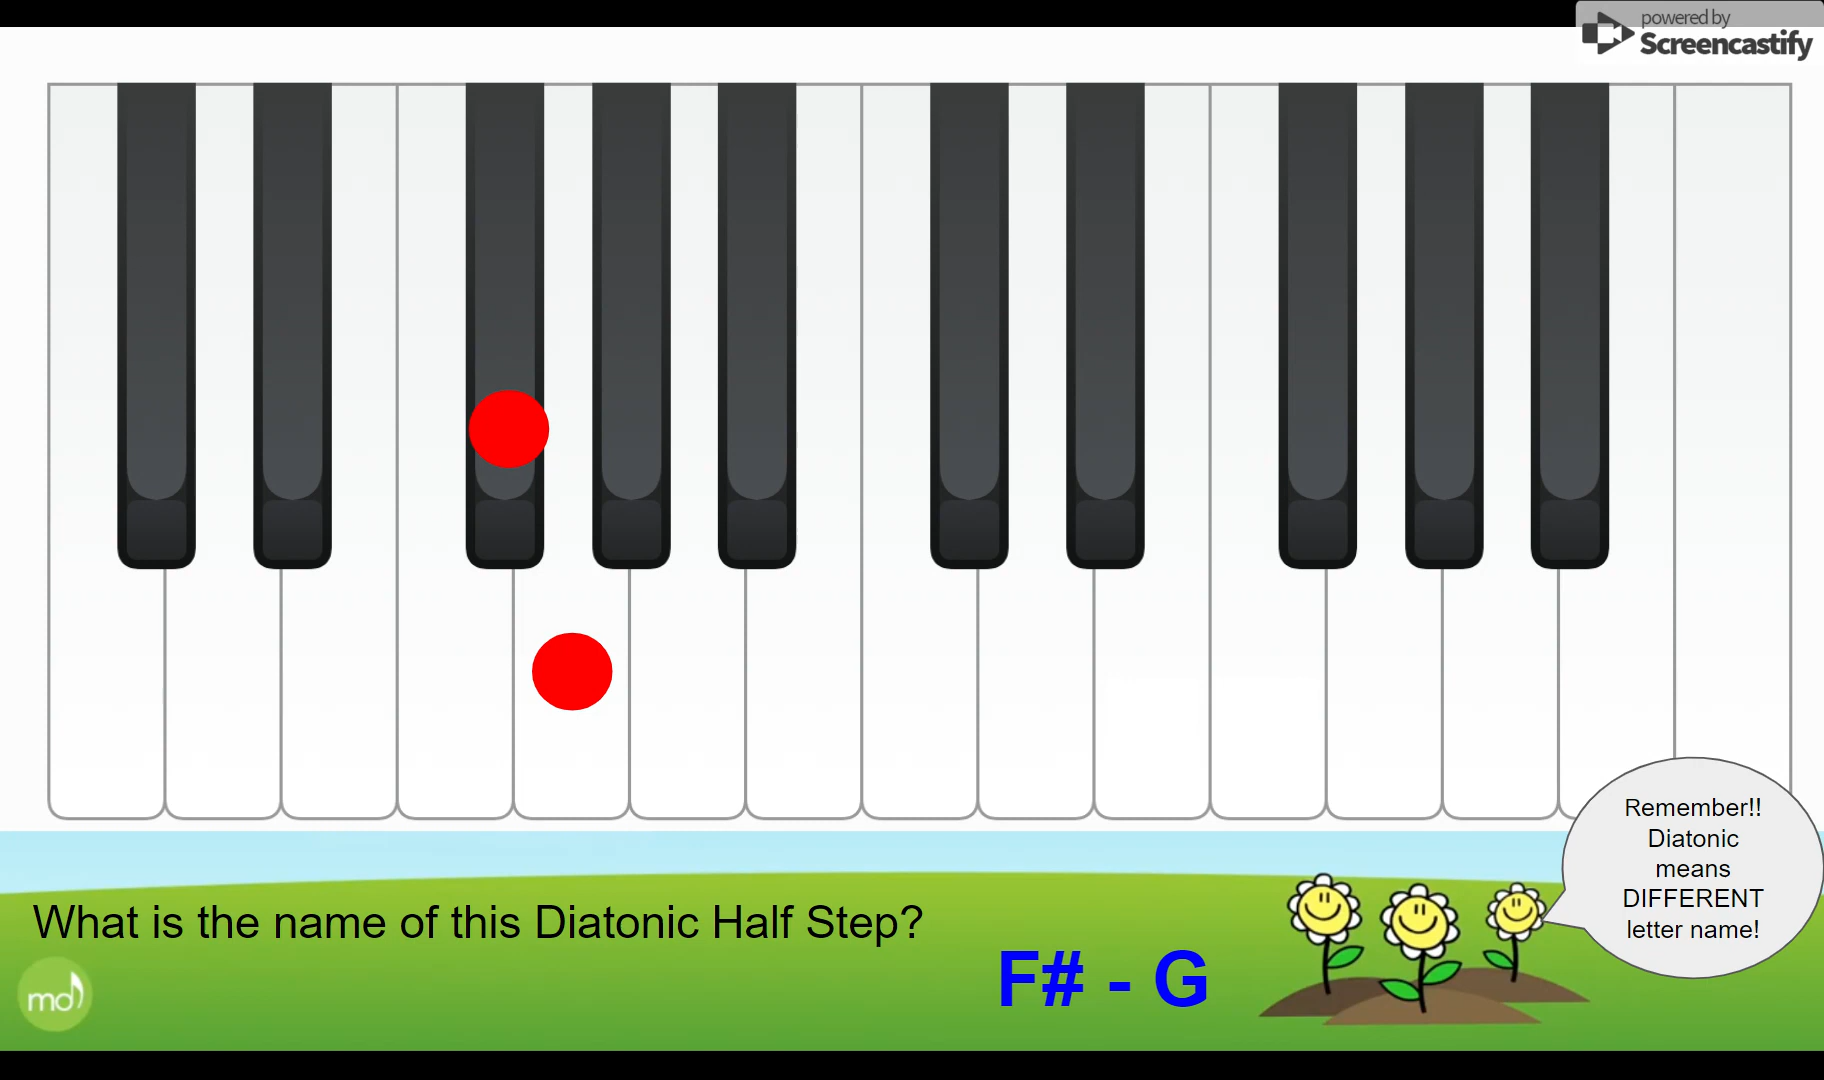 powered by
Screencastify
Remember!!
Diatonic
means
DIFFERENT
letter name!
What is the name of this Diatonic Half Step?
F# - G
md